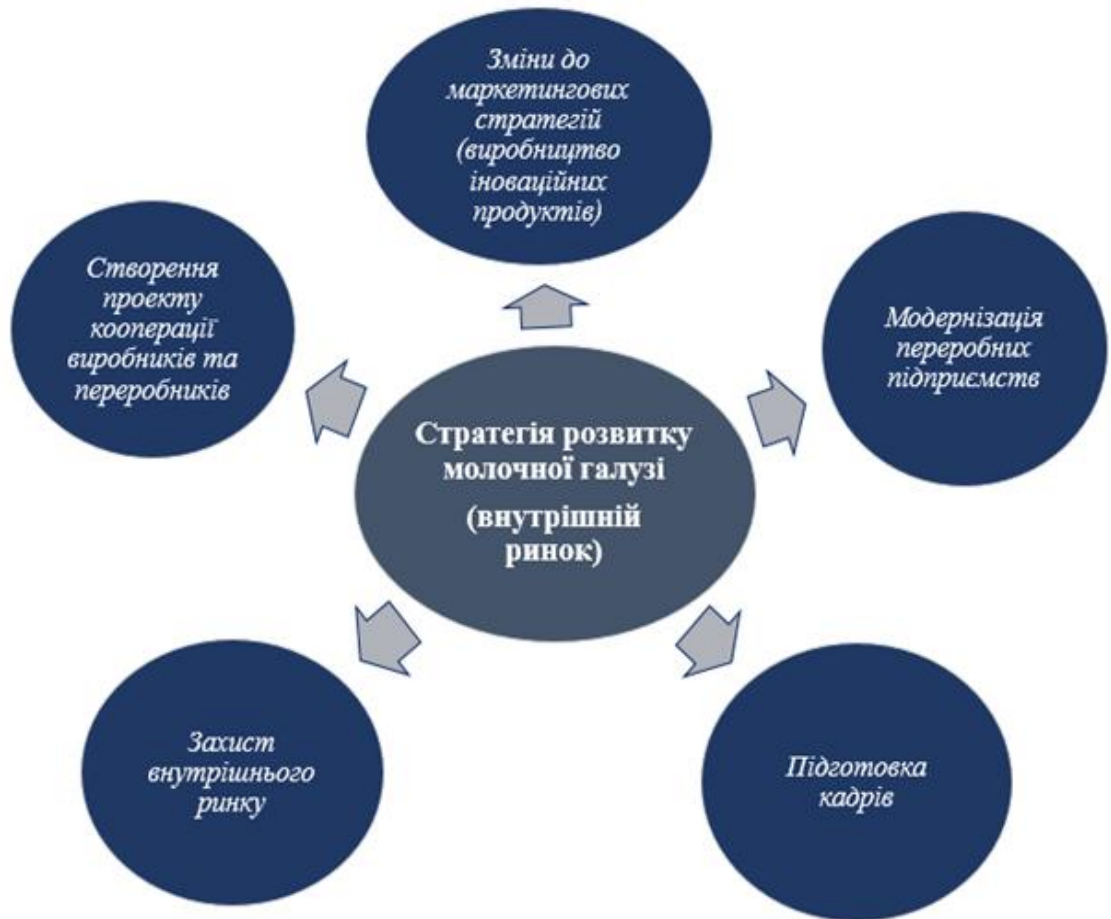 Зміни до
маркетингових
стратегій
(виробництво
іноваційних
продуктів)
Створення
проекту
кооперації
виробників та
переробників
Модернізація
переробних
підприємств
Стратегія розвитку
молочної галузі
(внутрішній
ринок)
Захист
внутрішнього
ринку
Підготовка
кадрів